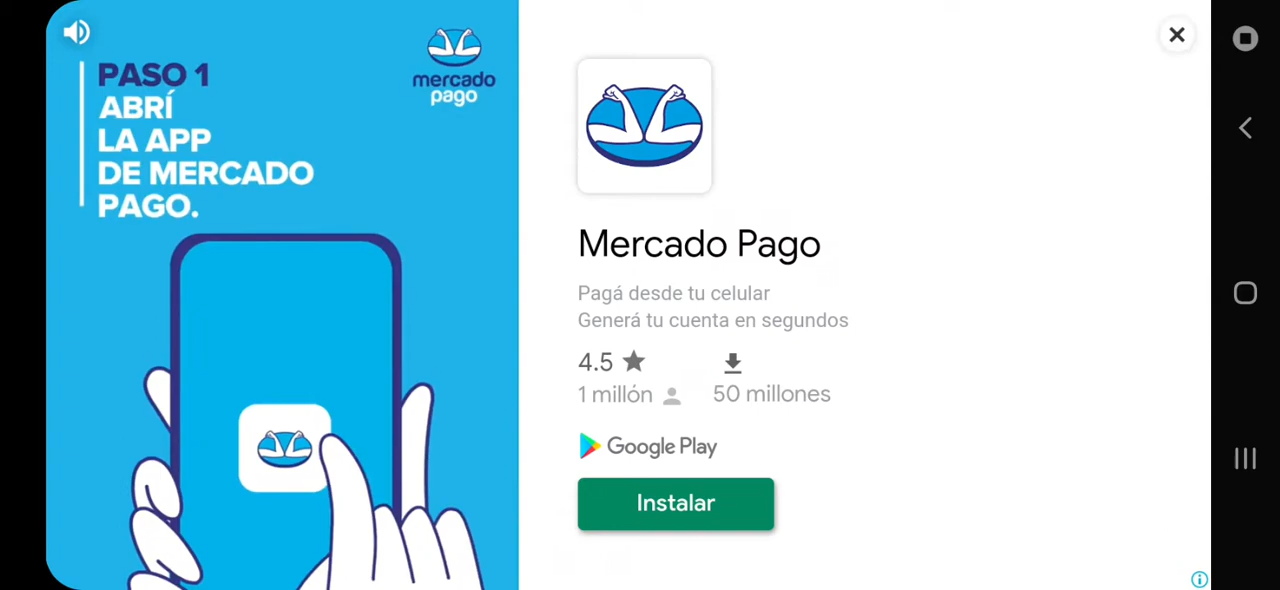 PASO 1
ABRÍ
LA APP
DE MERCADO
PAGO.
mercado
pago
Mercado Pago
Pagá desde tu celular
Generá tu cuenta en segundos
4.5
1 millón
50 millones
Google Play
Instalar